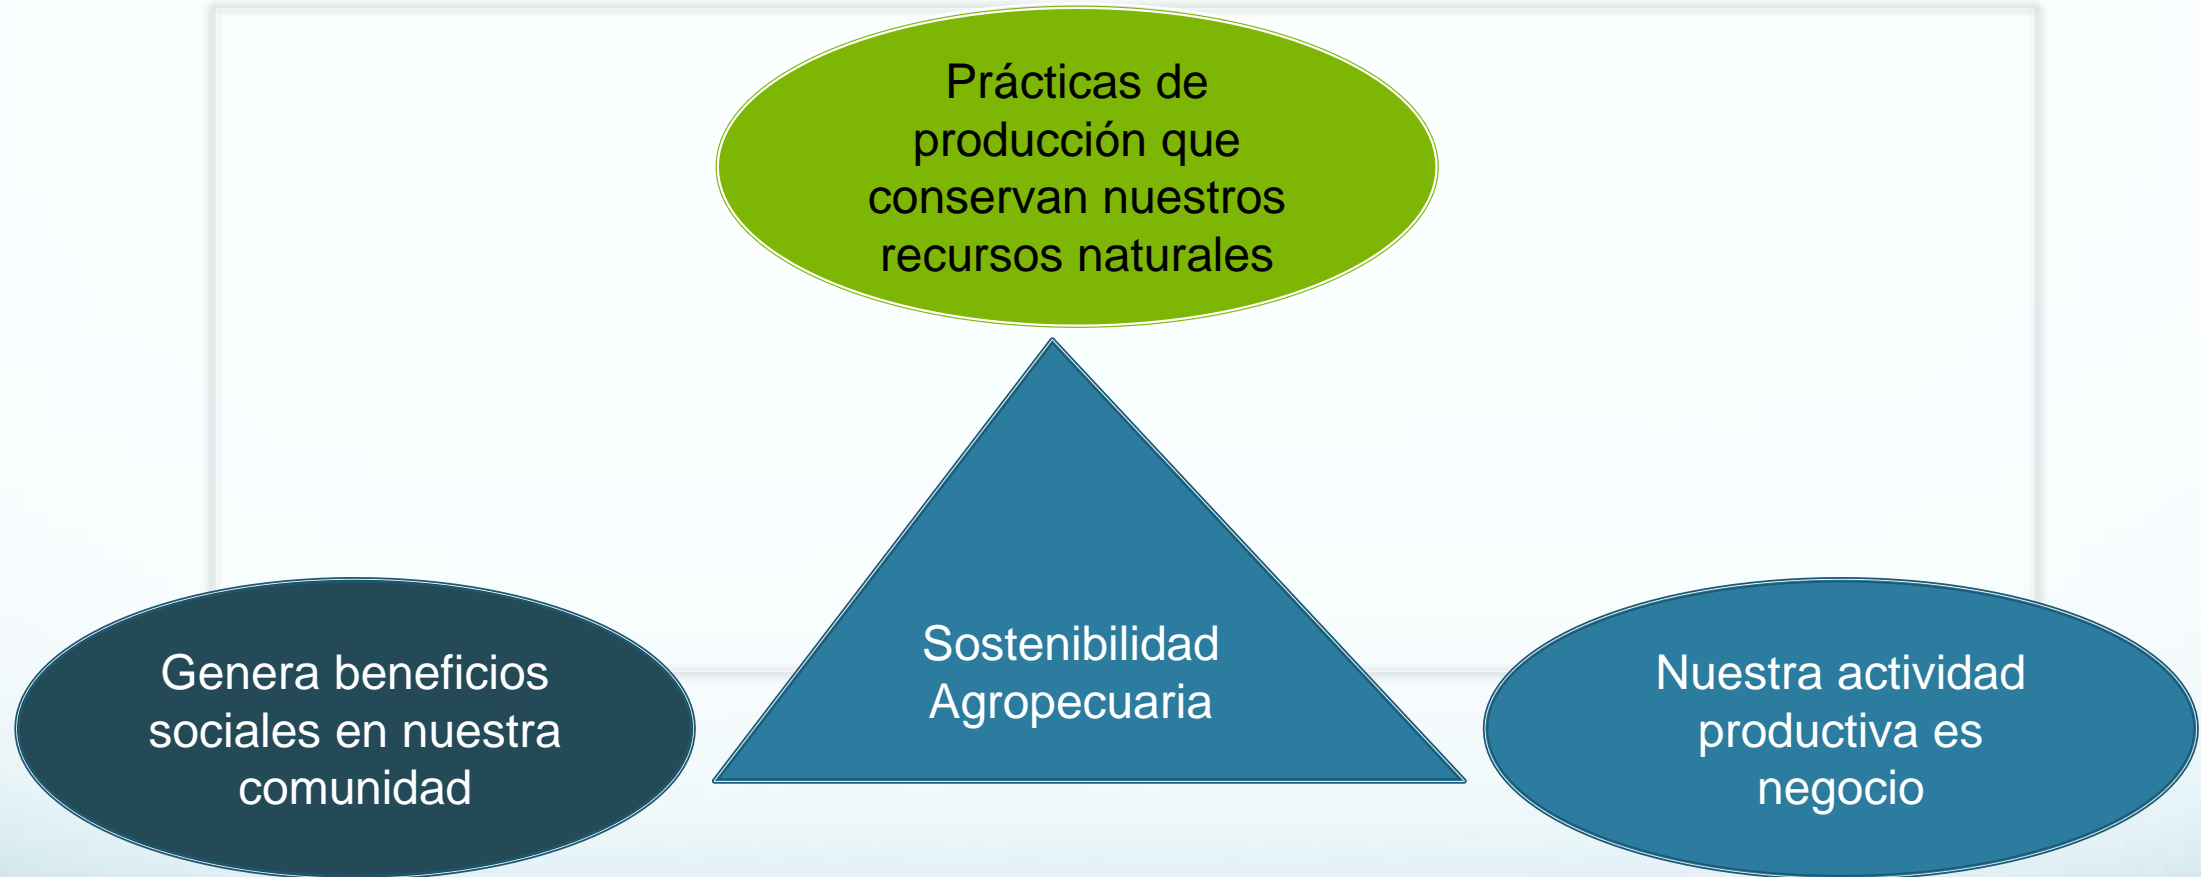 Prácticas de
producción que
conservan nuestros
recursos naturales
Sostenibilidad
Agropecuaria
Genera beneficios
sociales en nuestra
comunidad
Nuestra actividad
productiva es
negocio